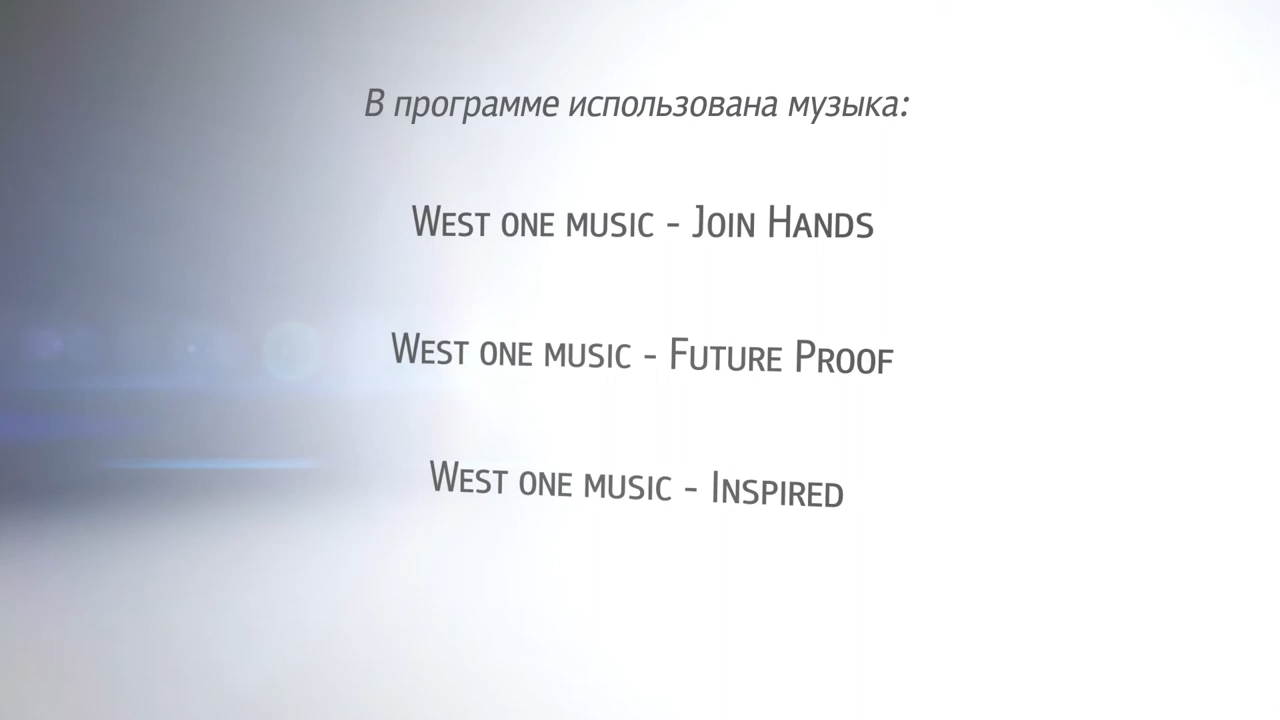 В программе использована музыка:
West one music - Join Hands
West one music - Future Proof
West one music - Inspired